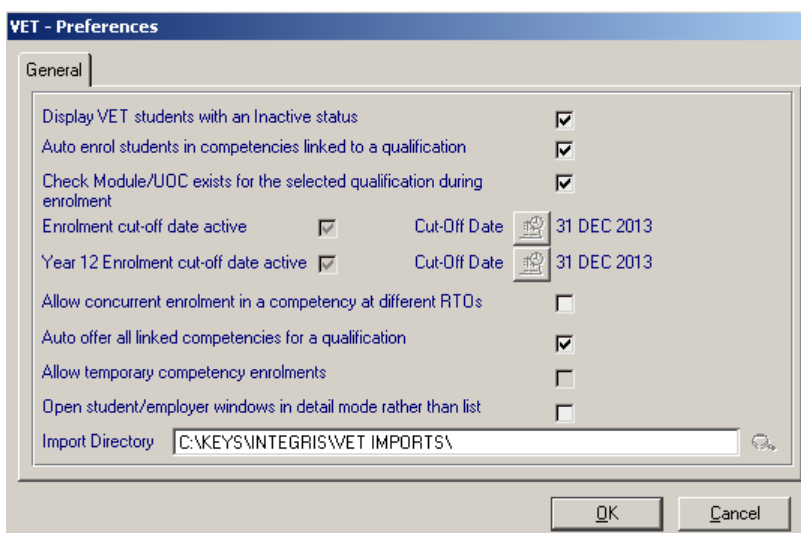 VET - Preferences
General
Display VET students with an Inactive status
Auto enrol students in competencies linked to a qualification
Check Module/UOC exists for the selected qualification during
enrolment
Enrolment cut-off date active Cut-Off Date 31 DEC 2013
Year 12 Enrolment cut-off date active Cut-Off Date 31 DEC 2013
Allow concurrent enrolment in a competency at different RTOs
Auto offer all linked competencies for a qualification
Allow temporary competency enrolments
Open student/employer windows in detail mode rather than list
Import Directory C:\KEYS\INTEGRIS\VET IMPORTS\
OK Cancel